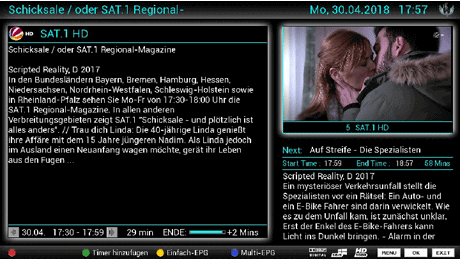 Schicksale / oder SAT.1 Regional-
Mo, 30.04.2018 17:57
HD SAT.1 HD
Schicksale / oder SAT.1 Regional-Magazine
Scripted Reality, D 2017
In den Bundesländern Bayern, Bremen, Hamburg, Hessen,
Niedersachsen, Nordrhein-Westfalen, Schleswig-Holstein sowie
in Rheinland-Pfalz sehen Sie Mo-Fr von 17:30-18:00 Uhr die
SAT.1 Regional-Magazine. In allen anderen
Verbreitungsgebieten zeigt SAT.1 "Schicksale - und plötzlich ist
alles anders". // Trau dich Linda: Die 40-jährige Linda genießt
ihre Affäre mit dem 15 Jahre jüngeren Nadim. Als Linda jedoch
im Ausland einen Neuanfang wagen möchte, gerät ihr Leben
aus den Fugen ...
30.04. 17:30 - 17:59 29 min ENDE: +2 Mins
5 SAT.1 HD
Next: Auf Streife - Die Spezialisten
Start Time : 17:59 End Time : 18:57 58 Mins
Scripted Reality, D 2017
Ein mysteriöser Verkehrsunfall stellt die
Spezialisten vor ein Rätsel: Ein Auto- und
ein E-Bike-Fahrer sind darin verwickelt. Wie
es zu dem Unfall kam, ist zunächst unklar.
Erst der Enkel des E-Bike-Fahrers kann
Licht ins Dunkel bringen. - Alarm in der
Timer hinzufügen Einfach-EPG Multi-EPG DIGITAL HD MENU OK EXIT